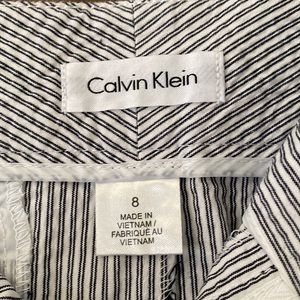 Calvin Klein
8
MADE IN
VIETNAM /
FABRIQUÉ AU
VIETNAM